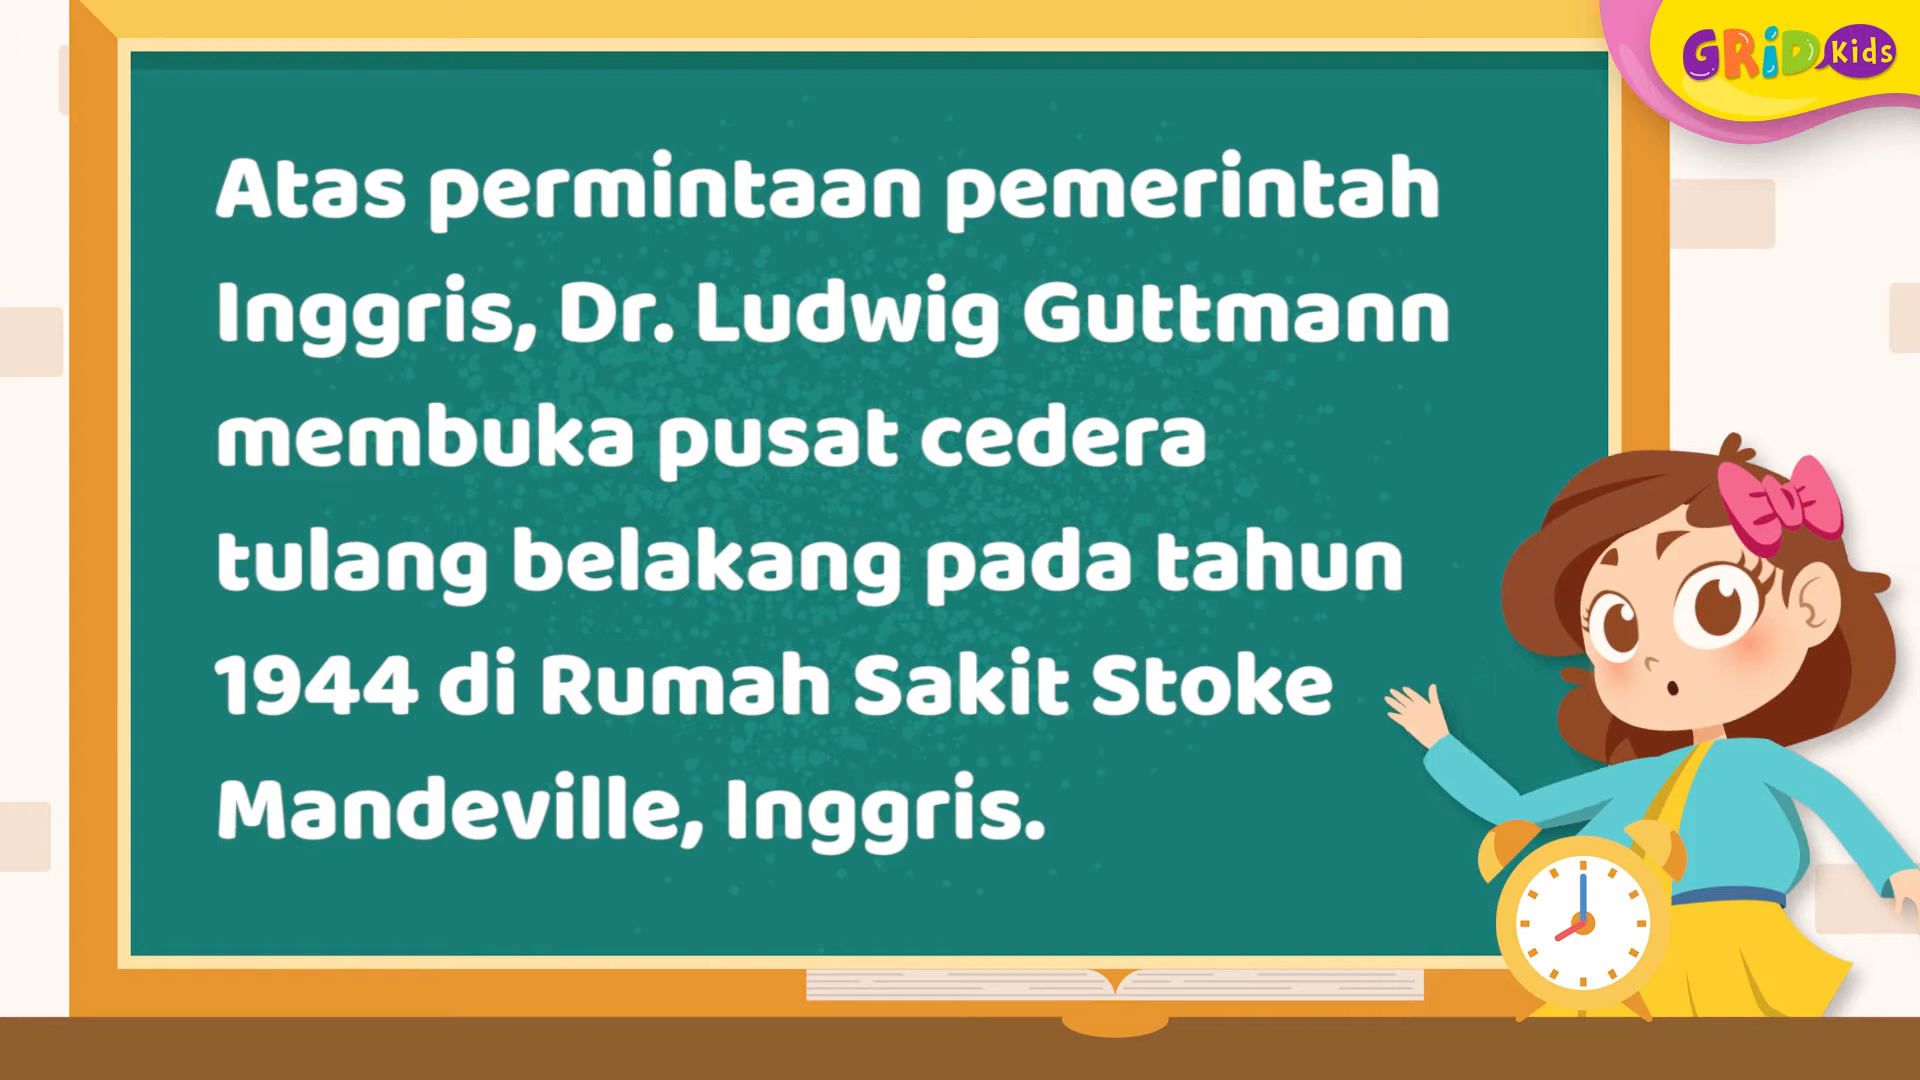 GRiD Kids
Atas permintaan pemerintah
Inggris, Dr. Ludwig Guttmann
membuka pusat cedera
tulang belakang pada tahun
1944 di Rumah Sakit Stoke
Mandeville, Inggris.